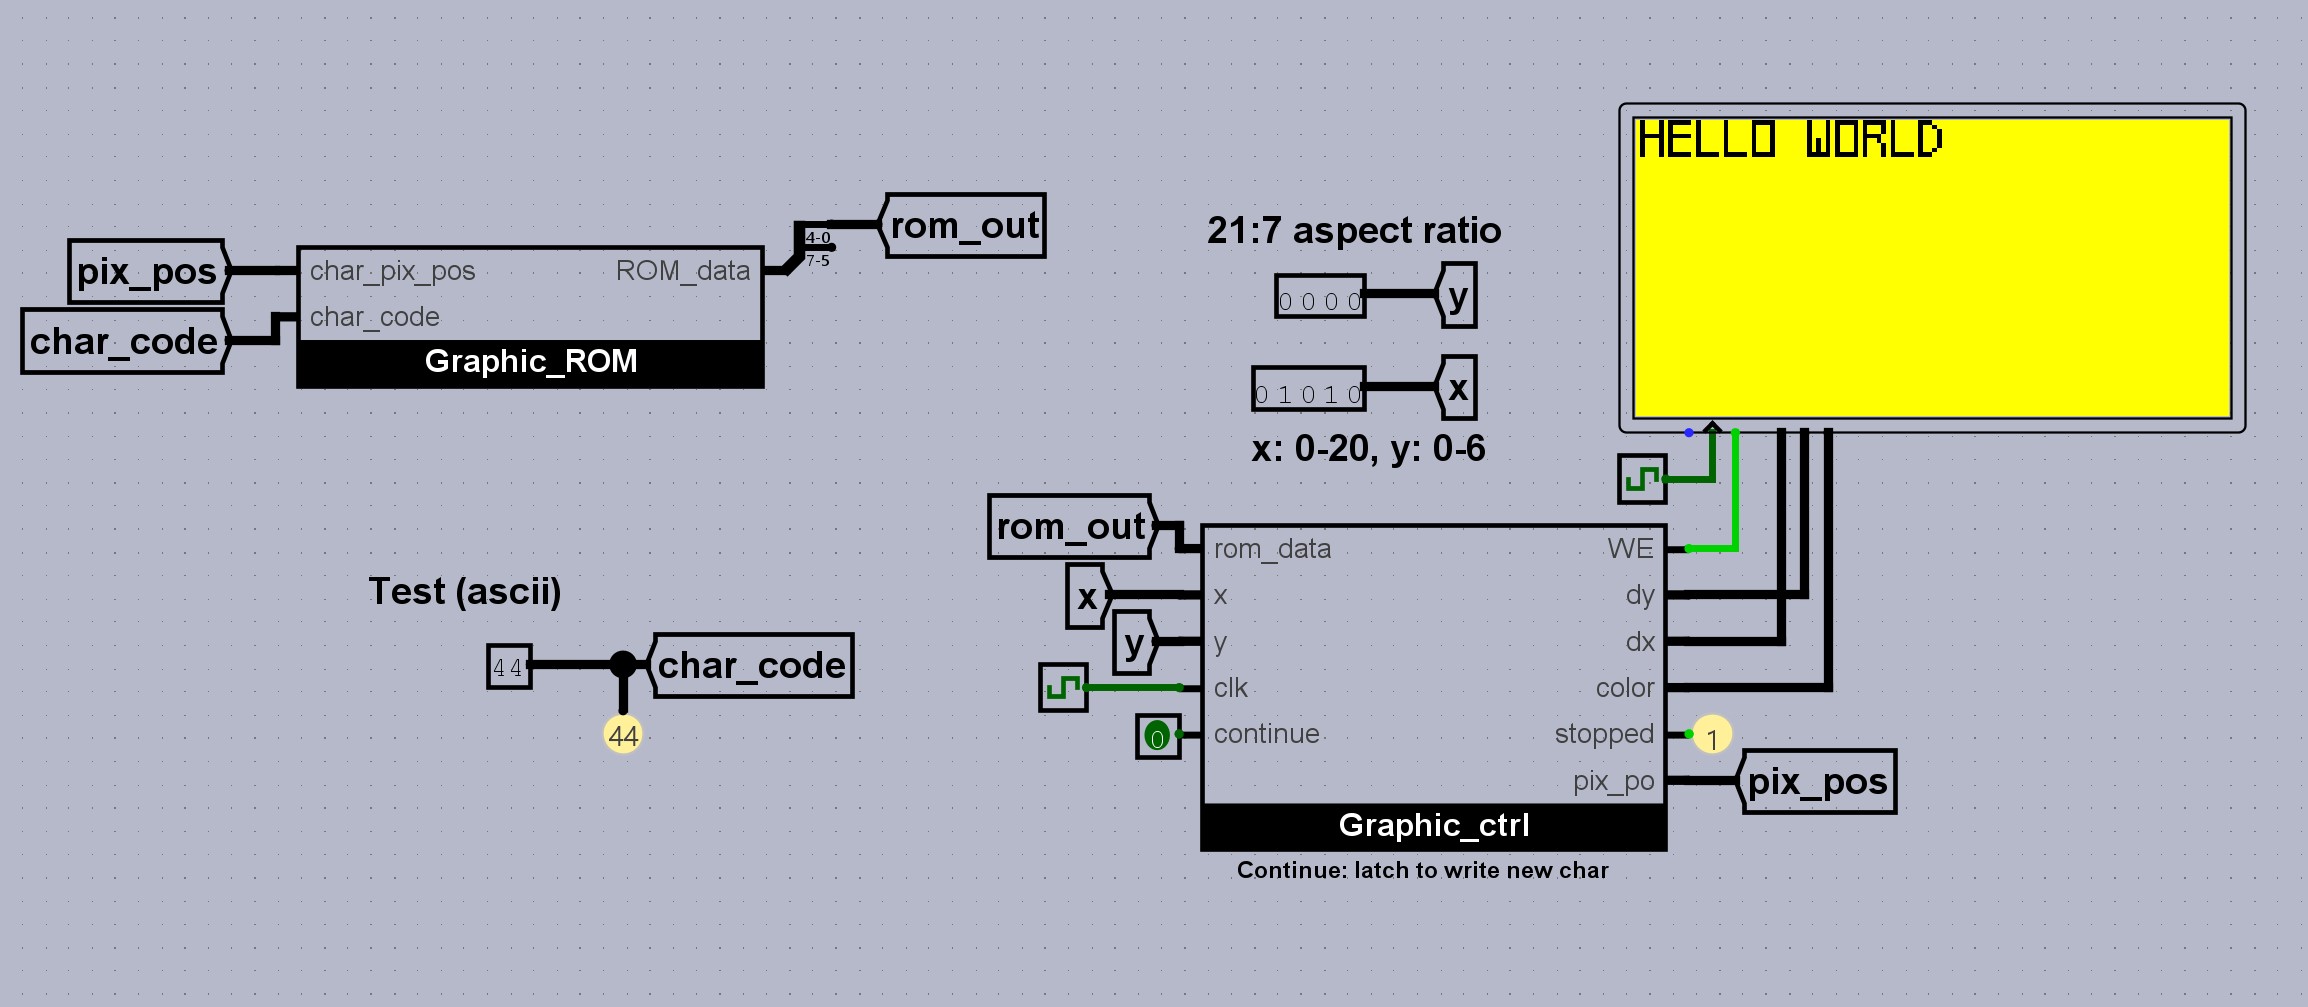 HELLO WORLD
rom_out
4-0
7-5
21:7 aspect ratio
pix_pos
char_pix_pos
ROM_data
0 0 0 0
y
char_code
char_code
Graphic_ROM
0 1 0 1 0
x
x: 0-20, y: 0-6
rom_out
rom_data
WE
Test (ascii)
x
x
dy
y
y
dx
44
char_code
clk
color
44
0
continue
stopped
1
pix_po
pix_pos
Graphic_ctrl
Continue: latch to write new char